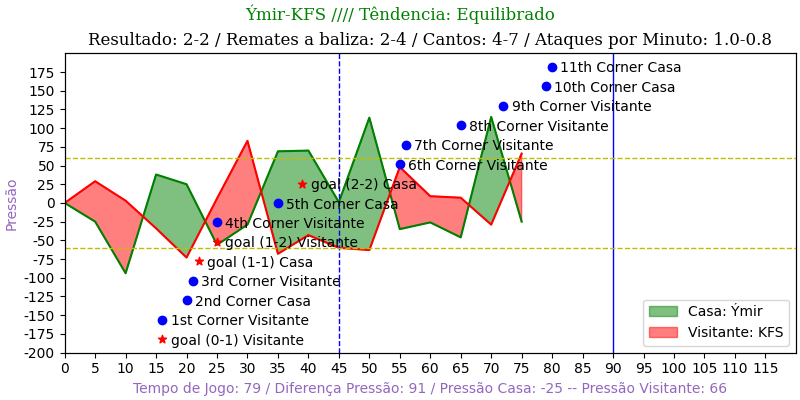 Ýmir-KFS //// Têndencia: Equilibrado
Resultado: 2-2 / Remates a baliza: 2-4 / Cantos: 4-7 / Ataques por Minuto: 1.0-0.8
Pressão
175
150
125
100
75
50
25
0
-25
-50
-75
-100
-125
-150
-175
-200
11th Corner Casa
10th Corner Casa
9th Corner Visitante
8th Corner Visitante
7th Corner Visitante
6th Corner Visitante
goal (2-2) Casa
5th Corner Casa
4th Corner Visitante
goal (1-2) Visitante
goal (1-1) Casa
3rd Corner Visitante
2nd Corner Casa
1st Corner Visitante
goal (0-1) Visitante
Casa: Ýmir
Visitante: KFS
0 5 10 15 20 25 30 35 40 45 50 55 60 65 70 75 80 85 90 95 100 105 110 115
Tempo de Jogo: 79 / Diferença Pressão: 91 / Pressão Casa: -25 -- Pressão Visitante: 66